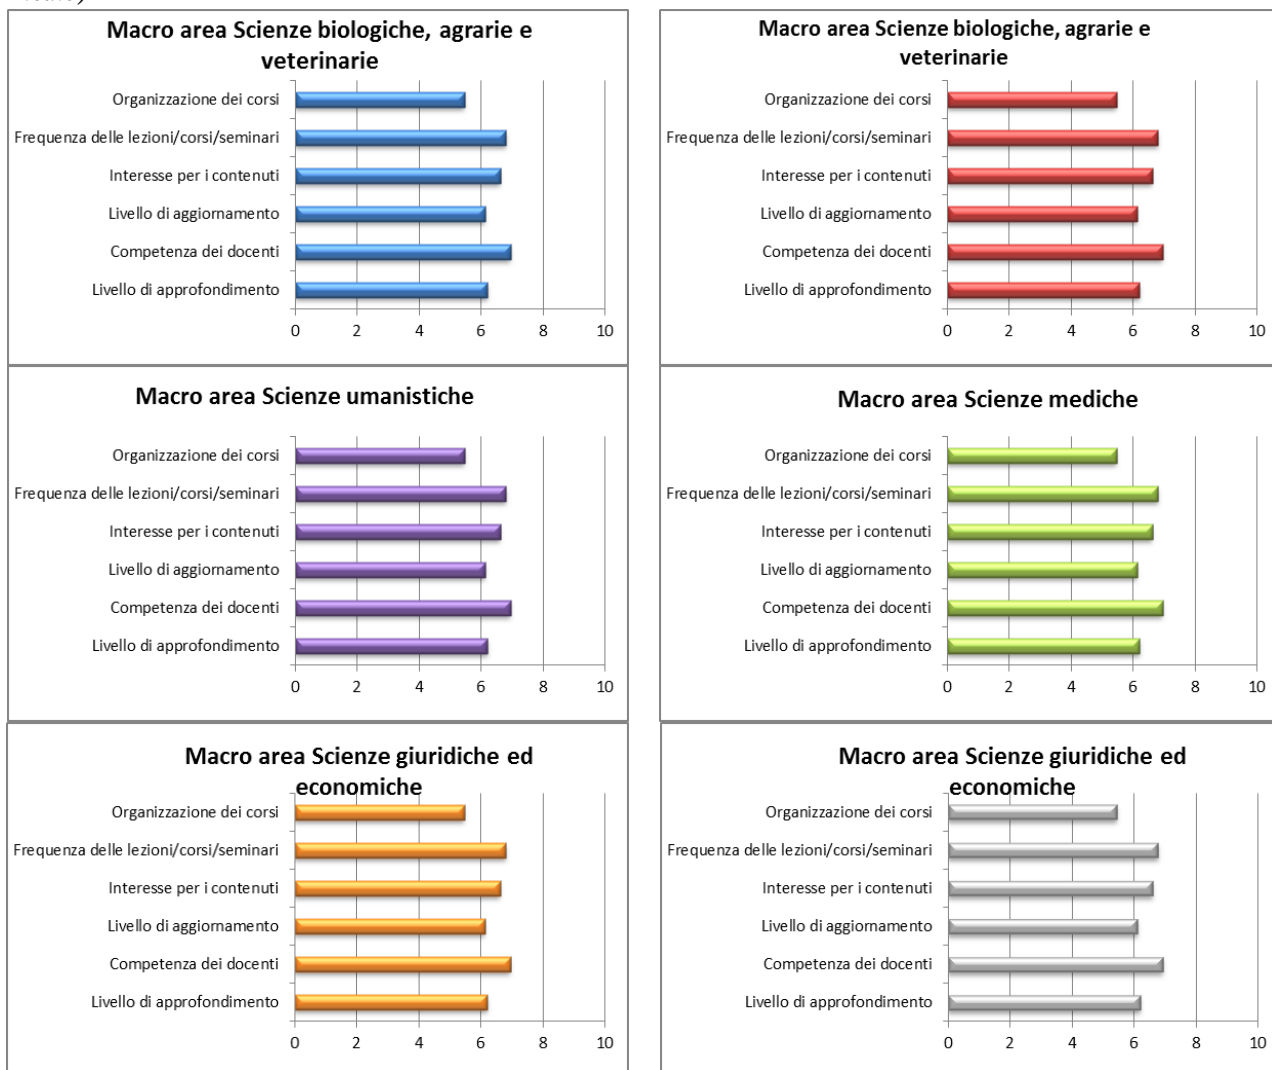 Macro area Scienze biologiche, agrarie e
veterinarie
Organizzazione dei corsi
Frequenza delle lezioni/corsi/seminari
Interesse per i contenuti
Livello di aggiornamento
Competenza dei docenti
Livello di approfondimento
0 2 4 6 8 10
Macro area Scienze biologiche, agrarie e
veterinarie
Organizzazione dei corsi
Frequenza delle lezioni/corsi/seminari
Interesse per i contenuti
Livello di aggiornamento
Competenza dei docenti
Livello di approfondimento
0 2 4 6 8 10
Macro area Scienze umanistiche
Organizzazione dei corsi
Frequenza delle lezioni/corsi/seminari
Interesse per i contenuti
Livello di aggiornamento
Competenza dei docenti
Livello di approfondimento
0 2 4 6 8 10
Macro area Scienze mediche
Organizzazione dei corsi
Frequenza delle lezioni/corsi/seminari
Interesse per i contenuti
Livello di aggiornamento
Competenza dei docenti
Livello di approfondimento
0 2 4 6 8 10
Macro area Scienze giuridiche ed
economiche
Organizzazione dei corsi
Frequenza delle lezioni/corsi/seminari
Interesse per i contenuti
Livello di aggiornamento
Competenza dei docenti
Livello di approfondimento
0 2 4 6 8 10
Macro area Scienze giuridiche ed
economiche
Organizzazione dei corsi
Frequenza delle lezioni/corsi/seminari
Interesse per i contenuti
Livello di aggiornamento
Competenza dei docenti
Livello di approfondimento
0 2 4 6 8 10